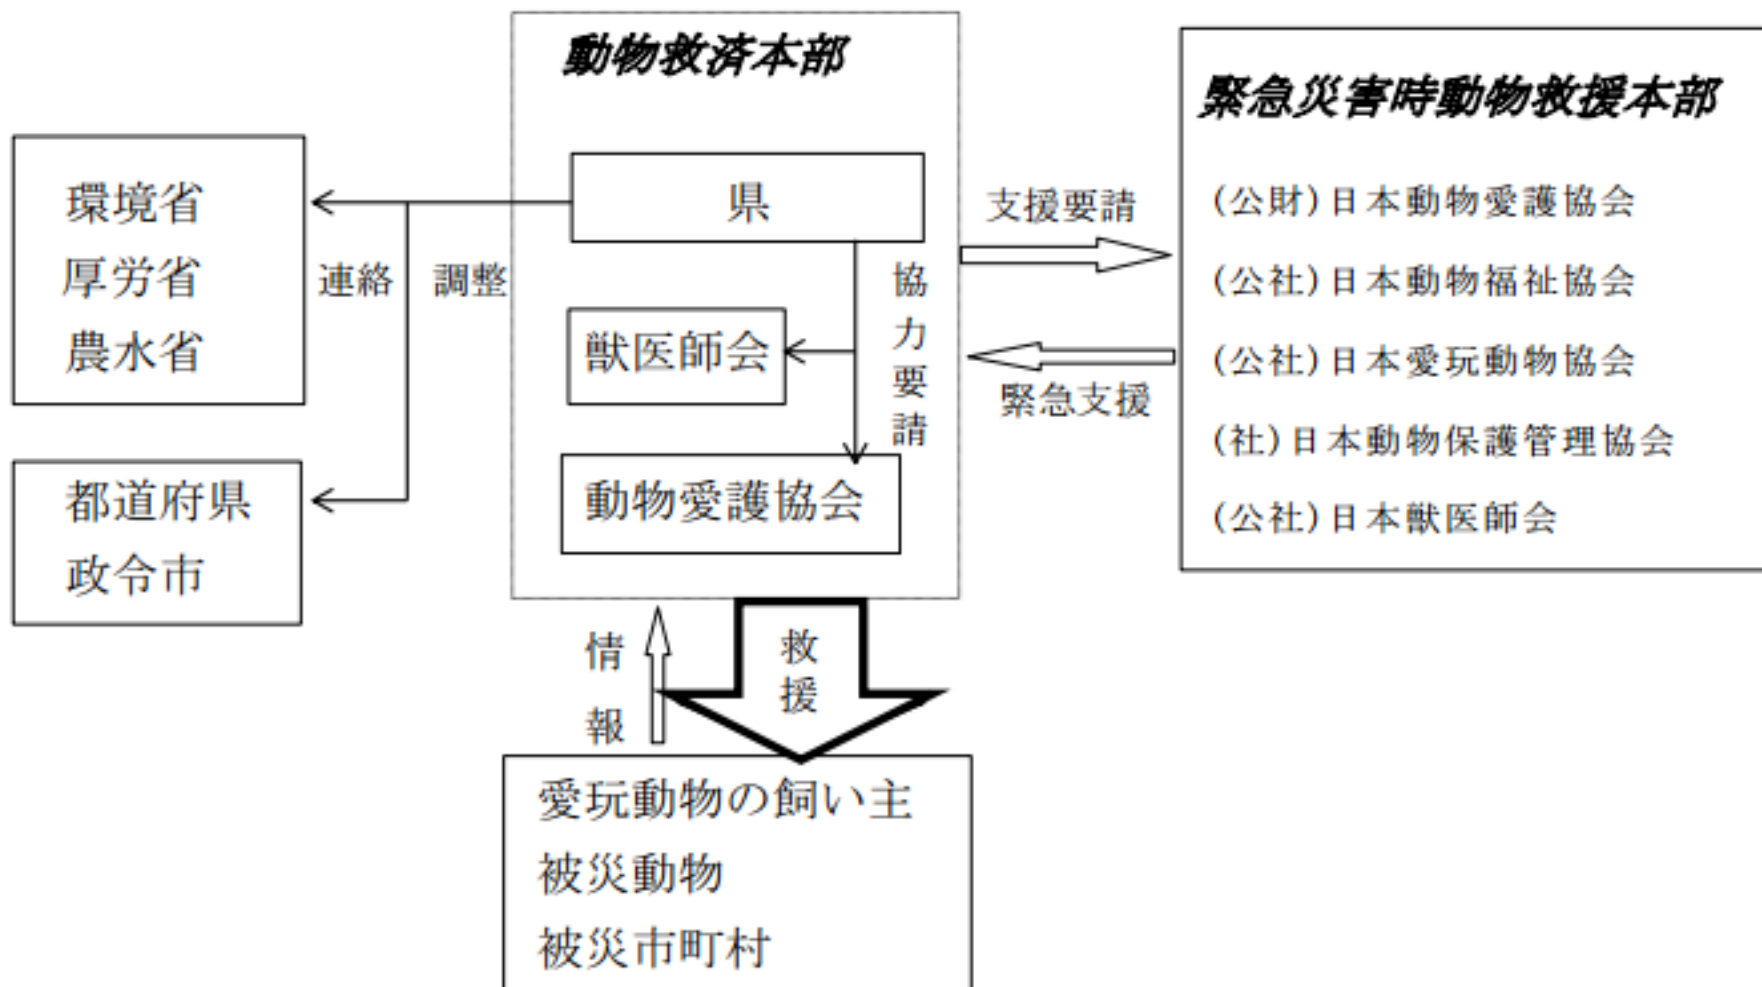 動物救済本部
緊急災害時動物救援本部
環境省
厚労省
農水省
連絡
調整
都道府県
政令市
県
協力要請
獣医師会
動物愛護協会
支援要請
緊急支援
(公財)日本動物愛護協会
(公社)日本動物福祉協会
(公社)日本愛玩動物協会
(社)日本動物保護管理協会
(公社)日本獣医師会
情報
救援
愛玩動物の飼い主
被災動物
被災市町村